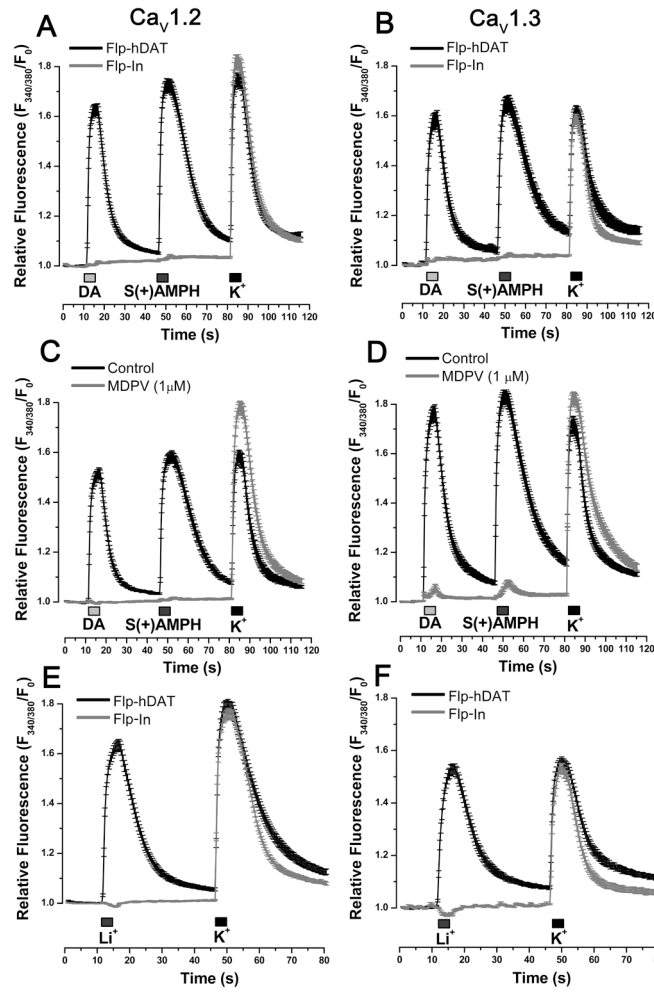 Caᵥ1.2
Caᵥ1.3
A
Flp-hDAT
Flp-In
Relative Fluorescence (F340/380/F0)
1.8
1.6
1.4
1.2
1.0
DA
S(+)AMPH
K⁺
0 10 20 30 40 50 60 70 80 90 100 110 120
Time (s)
B
Flp-hDAT
Flp-In
Relative Fluorescence (F340/380/F0)
1.8
1.6
1.4
1.2
1.0
DA
S(+)AMPH
K⁺
0 10 20 30 40 50 60 70 80 90 100 110 120
Time (s)
C
Control
MDPV (1μM)
Relative Fluorescence (F340/380/F0)
1.8
1.6
1.4
1.2
1.0
DA
S(+)AMPH
K⁺
0 10 20 30 40 50 60 70 80 90 100 110 120
Time (s)
D
Control
MDPV (1 μM)
Relative Fluorescence (F340/380/F0)
1.8
1.6
1.4
1.2
1.0
DA
S(+)AMPH
K⁺
0 10 20 30 40 50 60 70 80 90 100 110 120
Time (s)
E
Flp-hDAT
Flp-In
Relative Fluorescence (F340/380/F0)
1.8
1.6
1.4
1.2
1.0
Li⁺
K⁺
0 10 20 30 40 50 60 70 80
Time (s)
F
Flp-hDAT
Flp-In
Relative Fluorescence (F340/380/F0)
1.8
1.6
1.4
1.2
1.0
Li⁺
K⁺
0 10 20 30 40 50 60 70 80
Time (s)